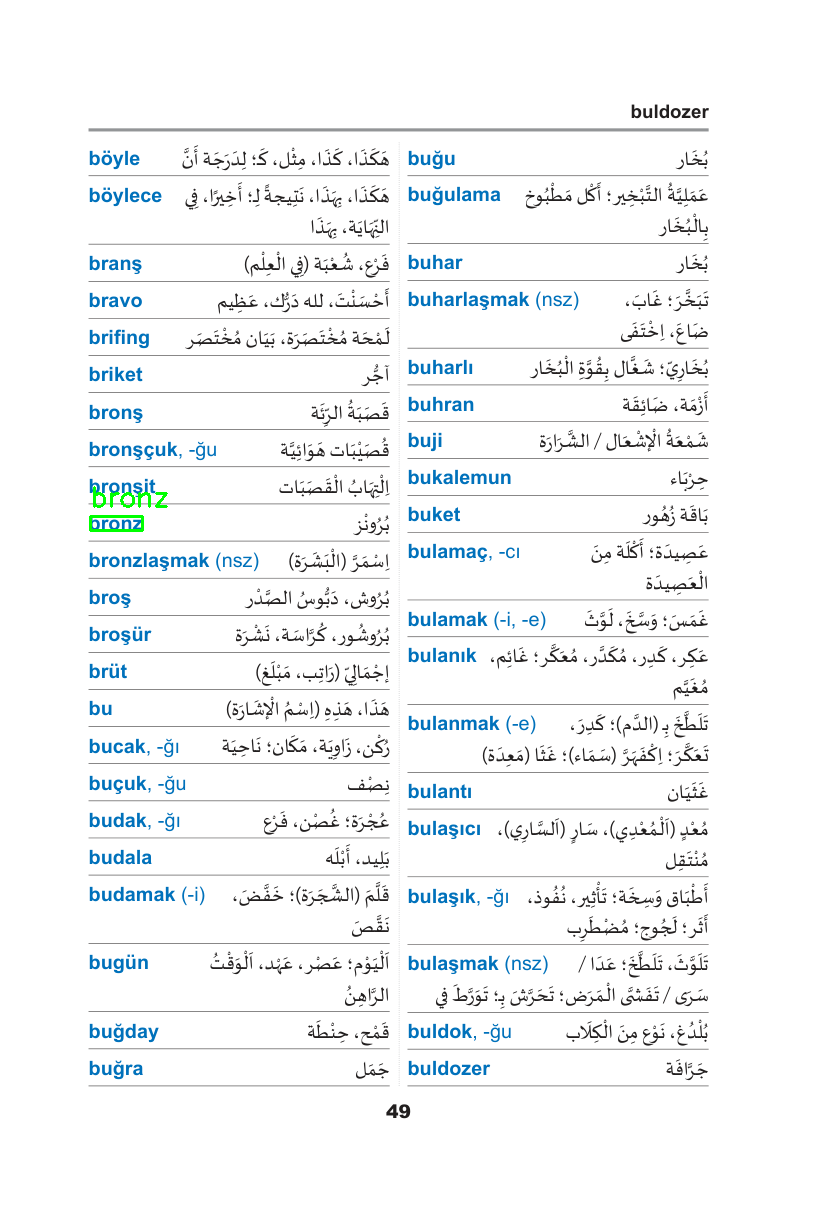 buldozer
böyle هَكَذَا، كَذَا، مِثْل، كَـ؛ لِدَرَجَة أَنَّ
böylece هَكَذَا، بِهَذَا، نَتِيجةً لِـ؛ أَخِيرًا، فِي
النِّهَايَة، بِهَذَا
branş فَرْع، شُعْبَة (فِي الْعِلْم)
bravo أَحْسَنْتَ، لله دَرُّك، عَظِيم
brifing لَمْحَة مُخْتَصَرَة، بَيَان مُخْتَصَر
briket آجُّر
bronş قَصَبَةُ الرِّئَة
bronşçuk, -ğu قُصَيْبَات هَوَائِيَّة
bronşit اِلْتِهَابُ الْقَصَبَات
bronz
bronz بُرُونْز
bronzlaşmak (nsz) اِسْمَرَّ (الْبَشَرَة)
broş بُرُوش، دَبُّوسُ الصَّدْر
broşür بُرُوشُور، كُرَّاسَة، نَشْرَة
brüt إجْمَالِيّ (رَاتِب، مَبْلَغ)
bu هَذَا، هَذِهِ (اِسْمُ الْإشَارَة)
bucak, -ğı رُكْن، زَاوِيَة، مَكَان؛ نَاحِيَة
buçuk, -ğu نِصْف
budak, -ğı عُجْرَة؛ غُصْن، فَرْع
budala بَلِيد، أَبْلَه
budamak (-i) قَلَّمَ (الشَّجَرَة)؛ خَفَّضَ،
نَقَّصَ
bugün اَلْيَوْم؛ عَصْر، عَهْد، اَلْوَقْتُ
الرَّاهِنُ
buğday قَمْح، حِنْطَة
buğra جَمَل
buğu بُخَار
buğulama عَمَلِيَّةُ التَّبْخِير؛ أَكْل مَطْبُوخ
بِالْبُخَار
buhar بُخَار
buharlaşmak (nsz) تَبَخَّرَ؛ غَابَ،
ضَاعَ، اِخْتَفَى
buharlı بُخَارِيّ؛ شَغَّال بِقُوَّةِ الْبُخَار
buhran أَزْمَة، ضَائِقَة
buji شَمْعَةُ الْإشْعَال / الشَّرَارَة
bukalemun حِرْبَاء
buket بَاقَة زُهُور
bulamaç, -cı عَصِيدَة؛ أَكْلَة مِنَ
الْعَصِيدَة
bulamak (-i, -e) غَمَسَ؛ وَسَّخَ، لَوَّثَ
bulanık عَكِر، كَدِر، مُكَدَّر، مُعَكَّر؛ غَائِم،
مُغَيَّم
bulanmak (-e) تَلَطَّخَ بِـ (الدَّم)؛ كَدِرَ،
تَعَكَّرَ؛ اِكْفَهَرَّ (سَمَاء)؛ غَثَا (مَعِدَة)
bulantı غَثَيَان
bulaşıcı مُعْدٍ (اَلْمُعْدِي)، سَارٍ (اَلسَّارِي)،
مُنْتَقِل
bulaşık, -ğı أَطْبَاق وَسِخَة؛ تَأْثِير، نُفُوذ،
أَثَر؛ لَجُوج؛ مُضْطَرِب
bulaşmak (nsz) تَلَوَّثَ، تَلَطَّخَ؛ عَدَا /
سَرَى / تَفَشَّى الْمَرَض؛ تَحَرَّشَ بِـ؛ تَوَرَّطَ فِي
buldok, -ğu بُلْدُغ، نَوْع مِنَ الْكِلَاب
buldozer جَرَّافَة
49